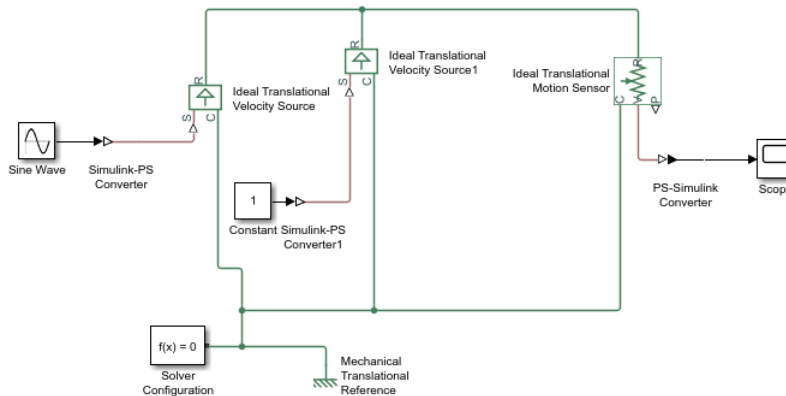 R
Ideal Translational
Velocity Source
S
C
R
Ideal Translational
Velocity Source1
S
C
Ideal Translational
Motion Sensor
R
C
V
P
Sine Wave
Simulink-PS
Converter
1
Constant
Simulink-PS
Converter1
PS-Simulink
Converter
Scop
f(x) = 0
Solver
Configuration
Mechanical
Translational
Reference